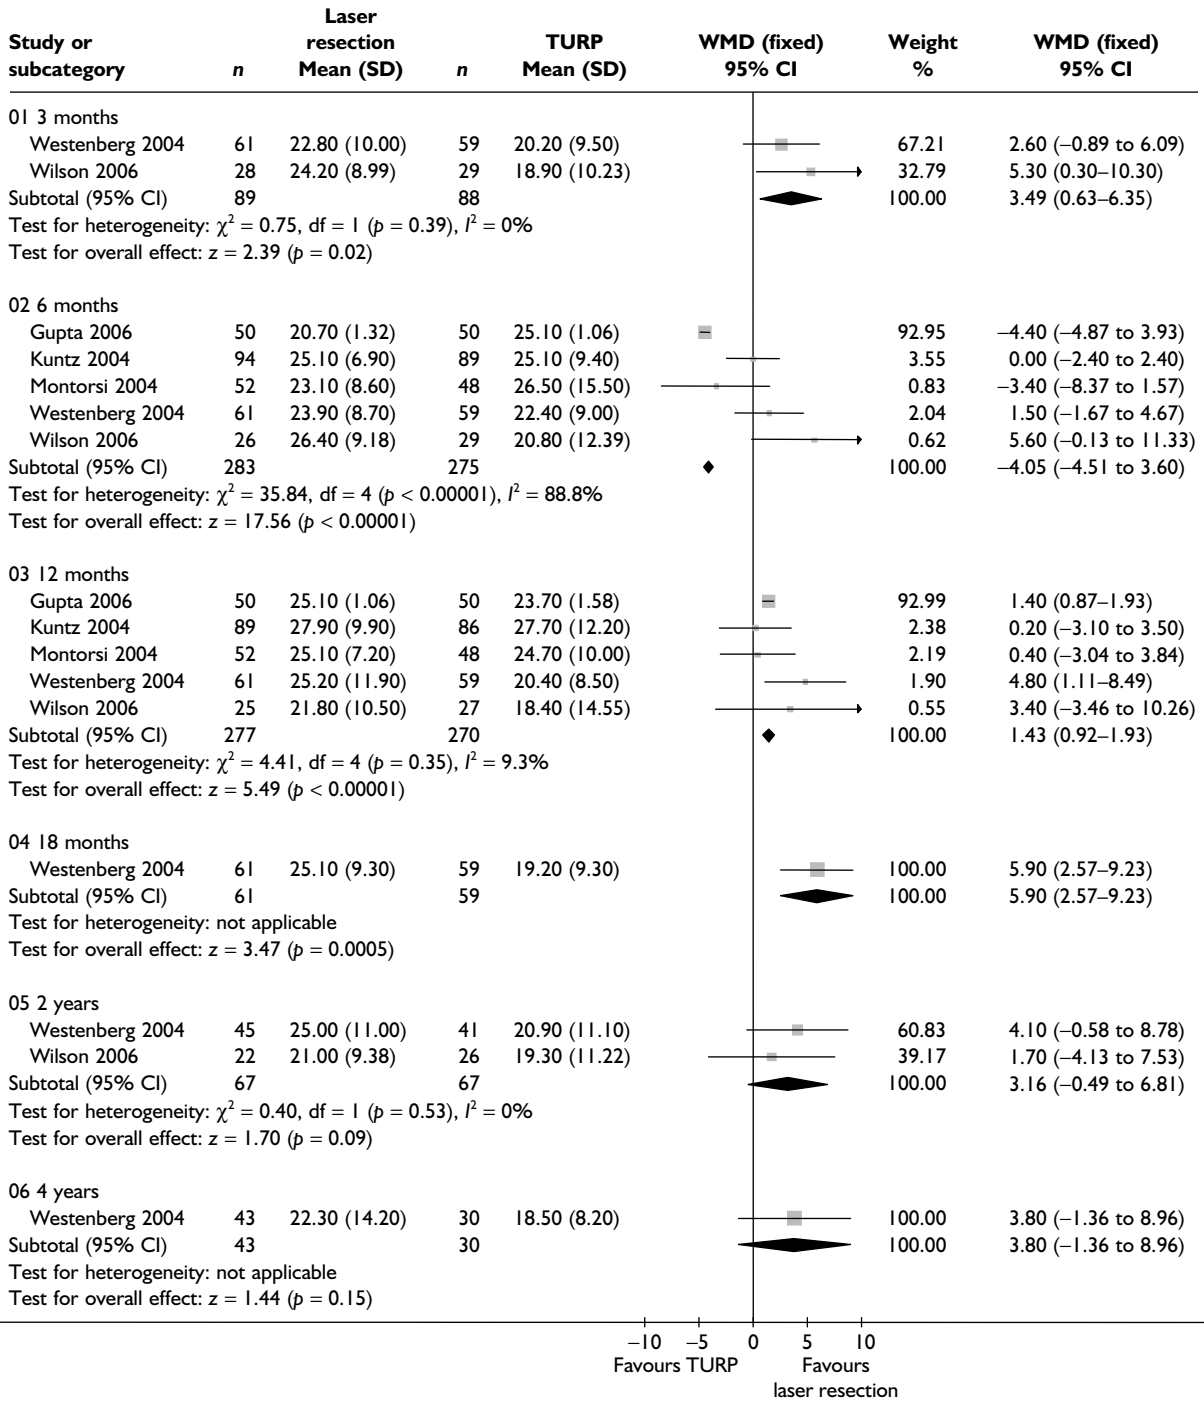 Laser
Study or resection TURP WMD (fixed) Weight WMD (fixed)
subcategory n Mean (SD) n Mean (SD) 95% CI % 95% CI
01 3 months
Westenberg 2004 61 22.80 (10.00) 59 20.20 (9.50) 67.21 2.60 (−0.89 to 6.09)
Wilson 2006 28 24.20 (8.99) 29 18.90 (10.23) 32.79 5.30 (0.30–10.30)
Subtotal (95% CI) 89 88 100.00 3.49 (0.63–6.35)
Test for heterogeneity: χ² = 0.75, df = 1 (p = 0.39), I² = 0%
Test for overall effect: z = 2.39 (p = 0.02)
02 6 months
Gupta 2006 50 20.70 (1.32) 50 25.10 (1.06) 92.95 −4.40 (−4.87 to 3.93)
Kuntz 2004 94 25.10 (6.90) 89 25.10 (9.40) 3.55 0.00 (−2.40 to 2.40)
Montorsi 2004 52 23.10 (8.60) 48 26.50 (15.50) 0.83 −3.40 (−8.37 to 1.57)
Westenberg 2004 61 23.90 (8.70) 59 22.40 (9.00) 2.04 1.50 (−1.67 to 4.67)
Wilson 2006 26 26.40 (9.18) 29 20.80 (12.39) 0.62 5.60 (−0.13 to 11.33)
Subtotal (95% CI) 283 275 100.00 −4.05 (−4.51 to 3.60)
Test for heterogeneity: χ² = 35.84, df = 4 (p < 0.00001), I² = 88.8%
Test for overall effect: z = 17.56 (p < 0.00001)
03 12 months
Gupta 2006 50 25.10 (1.06) 50 23.70 (1.58) 92.99 1.40 (0.87–1.93)
Kuntz 2004 89 27.90 (9.90) 86 27.70 (12.20) 2.38 0.20 (−3.10 to 3.50)
Montorsi 2004 52 25.10 (7.20) 48 24.70 (10.00) 2.19 0.40 (−3.04 to 3.84)
Westenberg 2004 61 25.20 (11.90) 59 20.40 (8.50) 1.90 4.80 (1.11–8.49)
Wilson 2006 25 21.80 (10.50) 27 18.40 (14.55) 0.55 3.40 (−3.46 to 10.26)
Subtotal (95% CI) 277 270 100.00 1.43 (0.92–1.93)
Test for heterogeneity: χ² = 4.41, df = 4 (p = 0.35), I² = 9.3%
Test for overall effect: z = 5.49 (p < 0.00001)
04 18 months
Westenberg 2004 61 25.10 (9.30) 59 19.20 (9.30) 100.00 5.90 (2.57–9.23)
Subtotal (95% CI) 61 59 100.00 5.90 (2.57–9.23)
Test for heterogeneity: not applicable
Test for overall effect: z = 3.47 (p = 0.0005)
05 2 years
Westenberg 2004 45 25.00 (11.00) 41 20.90 (11.10) 60.83 4.10 (−0.58 to 8.78)
Wilson 2006 22 21.00 (9.38) 26 19.30 (11.22) 39.17 1.70 (−4.13 to 7.53)
Subtotal (95% CI) 67 67 100.00 3.16 (−0.49 to 6.81)
Test for heterogeneity: χ² = 0.40, df = 1 (p = 0.53), I² = 0%
Test for overall effect: z = 1.70 (p = 0.09)
06 4 years
Westenberg 2004 43 22.30 (14.20) 30 18.50 (8.20) 100.00 3.80 (−1.36 to 8.96)
Subtotal (95% CI) 43 30 100.00 3.80 (−1.36 to 8.96)
Test for heterogeneity: not applicable
Test for overall effect: z = 1.44 (p = 0.15)
−10 −5 0 5 10
Favours TURP Favours
laser resection